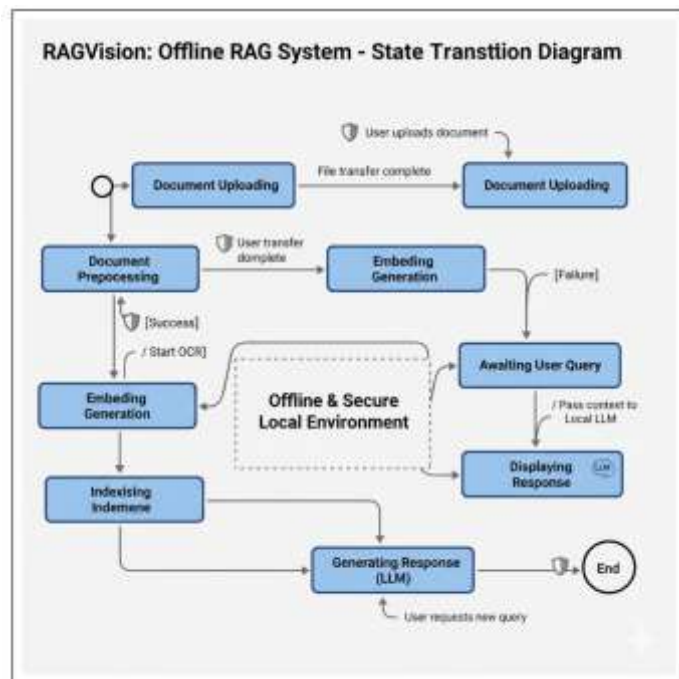 RAGVision: Offline RAG System - State Transttion Diagram
User uploads document
Document Uploading
File transfer complete
Document Uploading
Document
Prepocessing
User transfer
domplete
Embeding
Generation
[Failure]
[Success]
/ Start OCR]
Embeding
Generation
Offline & Secure
Local Environment
Awaiting User Query
/ Pass context to
Local LLM
Displaying
Response
LLM
Indexising
Indemene
Generating Response
(LLM)
End
User requests new query